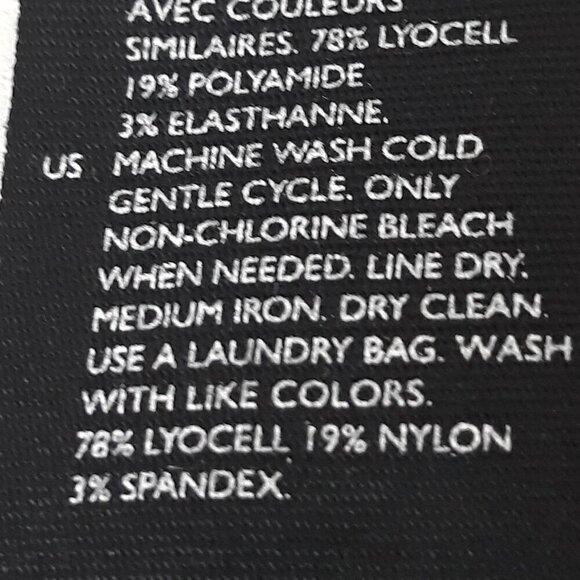 AVEC COULEURS
SIMILAIRES. 78% LYOCELL
19% POLYAMIDE
3% ELASTHANNE.
US MACHINE WASH COLD
GENTLE CYCLE. ONLY
NON-CHLORINE BLEACH
WHEN NEEDED. LINE DRY.
MEDIUM IRON. DRY CLEAN.
USE A LAUNDRY BAG. WASH
WITH LIKE COLORS.
78% LYOCELL 19% NYLON
3% SPANDEX.